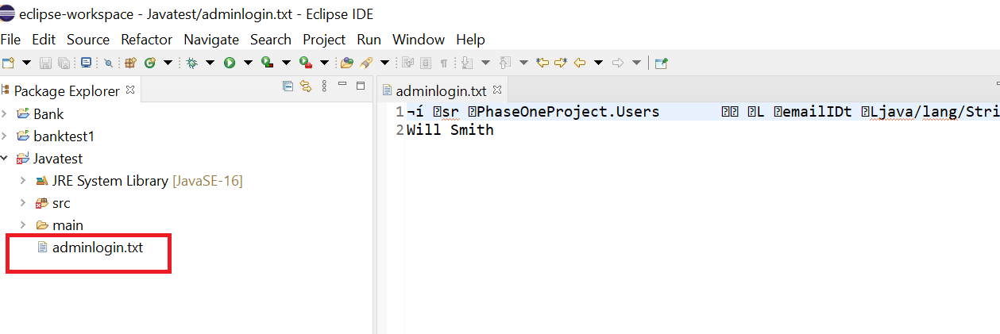 eclipse-workspace - Javatest/adminlogin.txt - Eclipse IDE
File Edit Source Refactor Navigate Search Project Run Window Help
Package Explorer
Bank
banktest1
Javatest
JRE System Library [JavaSE-16]
src
main
adminlogin.txt
adminlogin.txt
1 ¬í sr PhaseOneProject.Users L emailIDt Ljava/lang/Stri
2 Will Smith